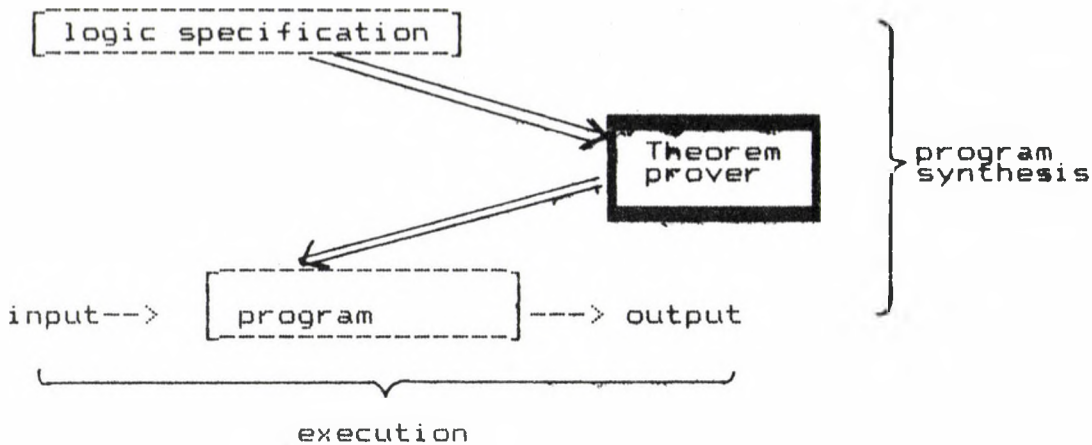 logic specification
Theorem
prover
program
synthesis
input--> program ---> output
execution